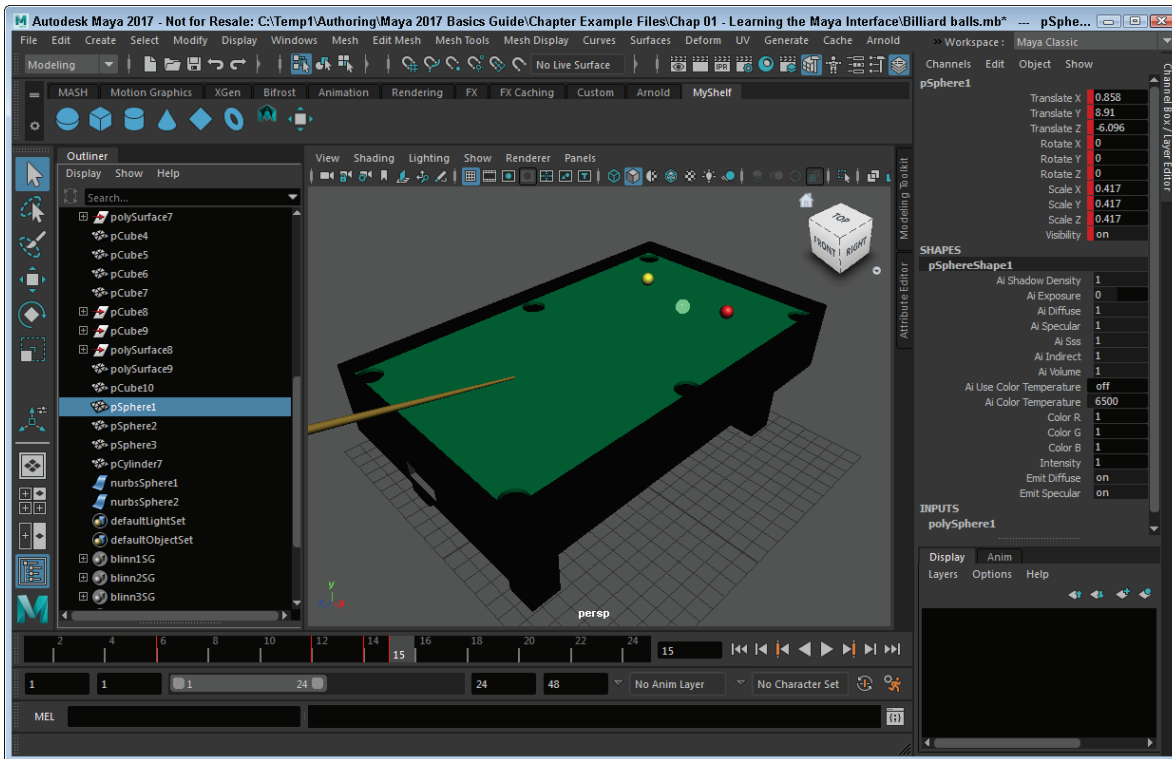 Autodesk Maya 2017 - Not for Resale: C:\Temp1\Authoring\Maya 2017 Basics Guide\Chapter Example Files\Chap 01 - Learning the Maya Interface\Billiard balls.mb* --- pSphe...
File Edit Create Select Modify Display Windows Mesh Edit Mesh Mesh Tools Mesh Display Curves Surfaces Deform UV Generate Cache Arnold » Workspace : Maya Classic
Modeling No Live Surface IPR
MASH Motion Graphics XGen Bifrost Animation Rendering FX FX Caching Custom Arnold MyShelf
Outliner
Display Show Help
Search...
polySurface7
pCube4
pCube5
pCube6
pCube7
pCube8
pCube9
polySurface8
polySurface9
pCube10
pSphere1
pSphere2
pSphere3
pCylinder7
nurbsSphere1
nurbsSphere2
defaultLightSet
defaultObjectSet
blinn1SG
blinn2SG
blinn3SG
View Shading Lighting Show Renderer Panels
TOP
FRONT RIGHT
y
persp
Modeling Toolkit
Attribute Editor
Channel Box / Layer Editor
Channels Edit Object Show
pSphere1
Translate X 0.858
Translate Y 8.91
Translate Z -6.096
Rotate X 0
Rotate Y 0
Rotate Z 0
Scale X 0.417
Scale Y 0.417
Scale Z 0.417
Visibility on
SHAPES
pSphereShape1
Ai Shadow Density 1
Ai Exposure 0
Ai Diffuse 1
Ai Specular 1
Ai Sss 1
Ai Indirect 1
Ai Volume 1
Ai Use Color Temperature off
Ai Color Temperature 6500
Color R 1
Color G 1
Color B 1
Intensity 1
Emit Diffuse on
Emit Specular on
INPUTS
polySphere1
Display Anim
Layers Options Help
2 4 6 8 10 12 14 15 16 18 20 22 24 15
1 1 1 24 24 48 No Anim Layer No Character Set
MEL